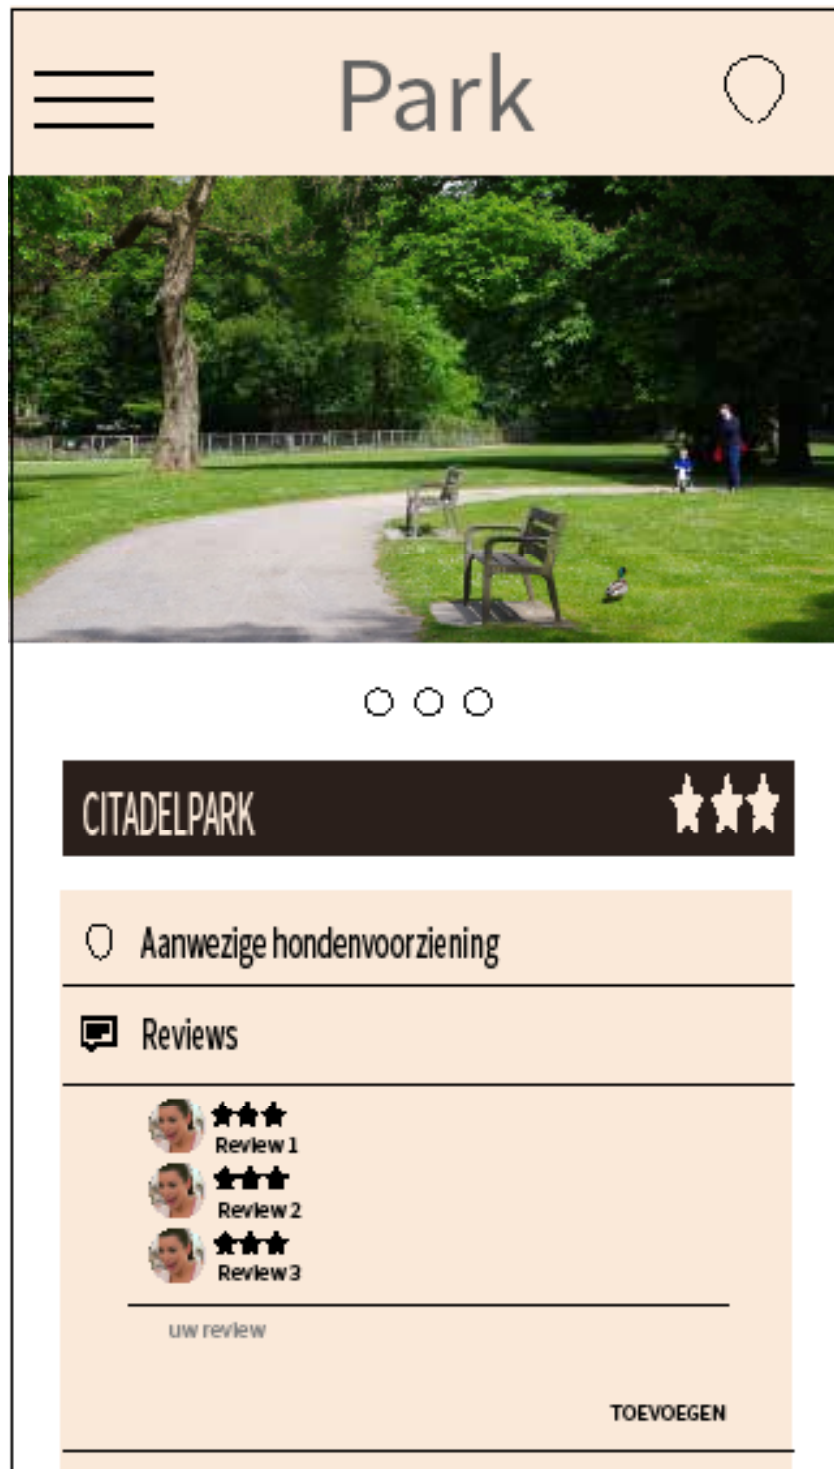 Park
CITADELPARK
Aanwezige hondenvoorziening
Reviews
Review 1
Review 2
Review 3
uw review
TOEVOEGEN